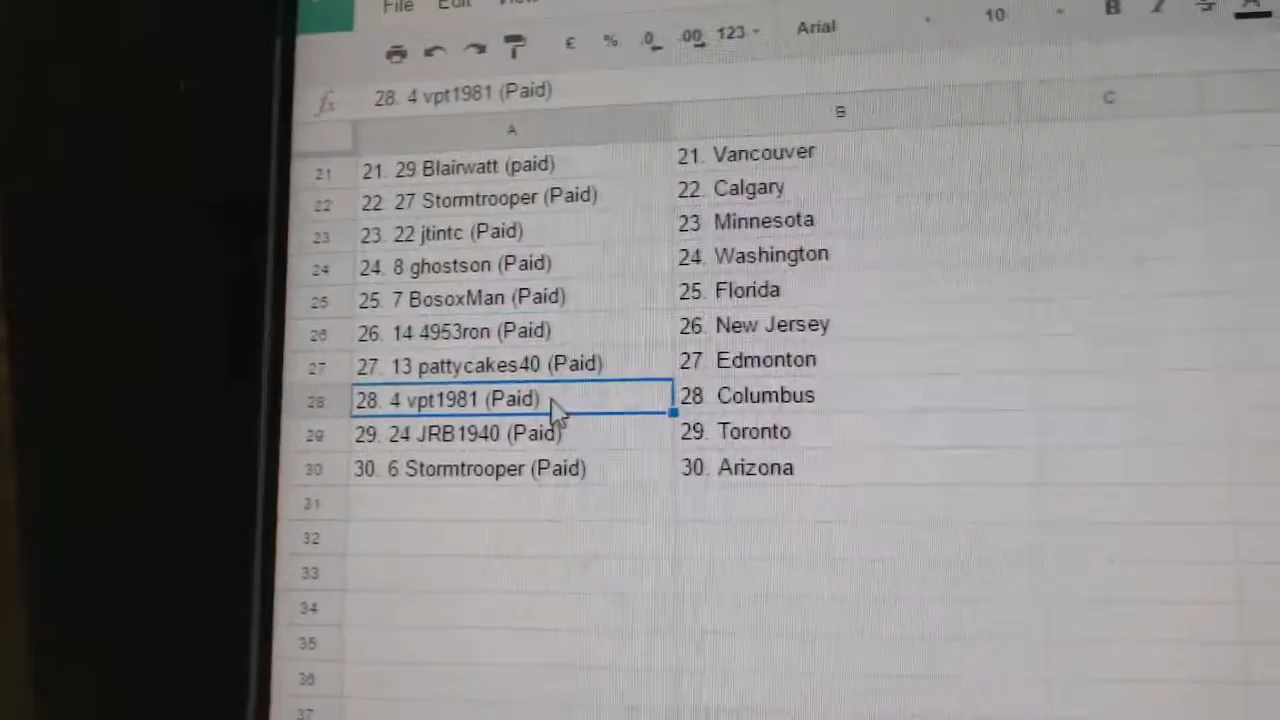 File Edit View
£ % .0 .00 123 Arial 10 B I S A
fx 28. 4 vpt1981 (Paid)
A B C
21 21. 29 Blairwatt (paid) 21. Vancouver
22 22 27 Stormtrooper (Paid) 22. Calgary
23 23. 22 jtintc (Paid) 23 Minnesota
24 24. 8 ghostson (Paid) 24. Washington
25 25. 7 BosoxMan (Paid) 25. Florida
26 26. 14 4953ron (Paid) 26 New Jersey
27 27. 13 pattycakes40 (Paid) 27 Edmonton
28 28. 4 vpt1981 (Paid) 28 Columbus
29 29. 24 JRB1940 (Paid) 29. Toronto
30 30. 6 Stormtrooper (Paid) 30. Arizona
31
32
33
34
35
36
37